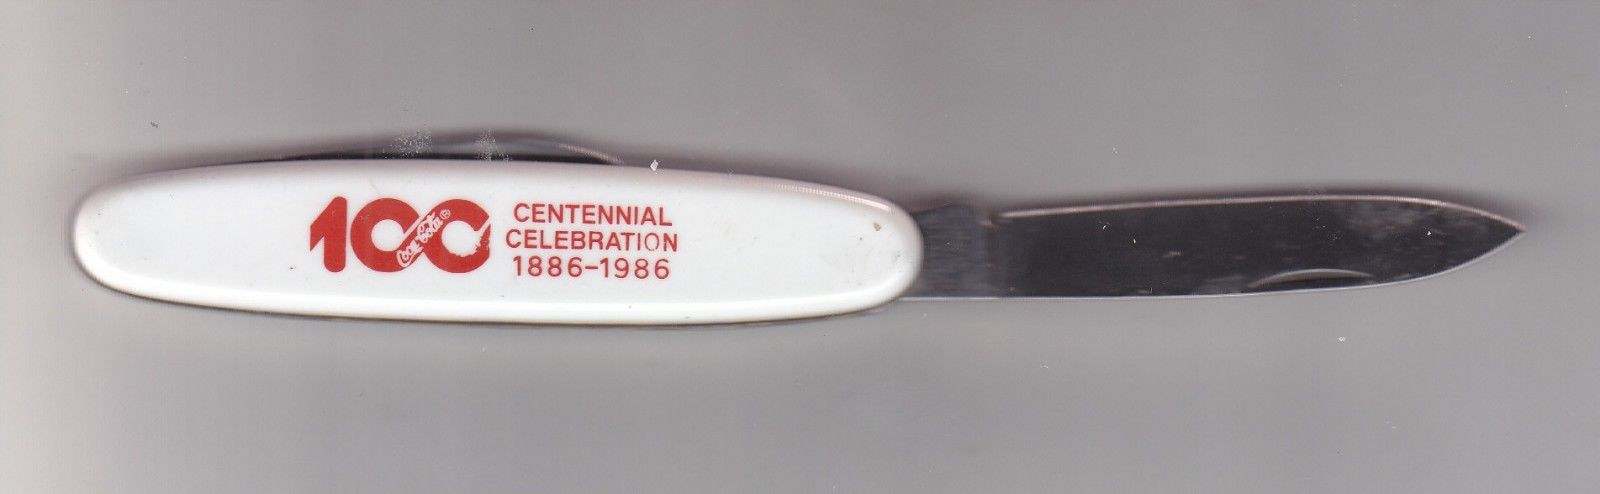 100 CENTENNIAL
Coca-Cola® CELEBRATION
1886-1986